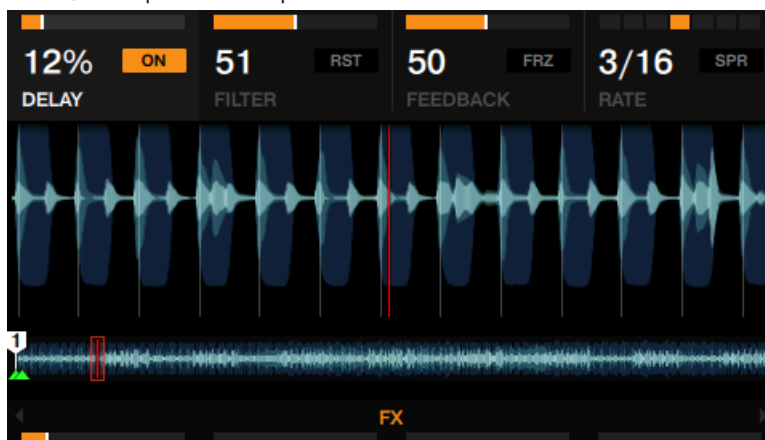 12% ON 51 RST 50 FRZ 3/16 SPR
DELAY FILTER FEEDBACK RATE
1
FX